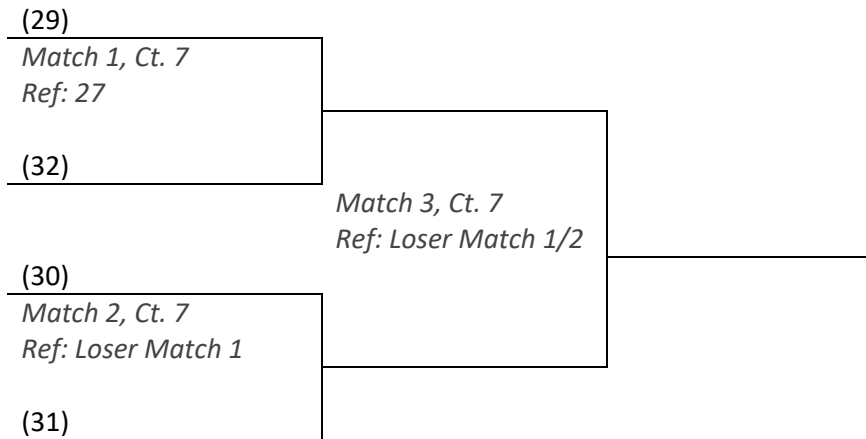 (29)
Match 1, Ct. 7
Ref: 27
(32)
Match 3, Ct. 7
Ref: Loser Match 1/2
(30)
Match 2, Ct. 7
Ref: Loser Match 1
(31)